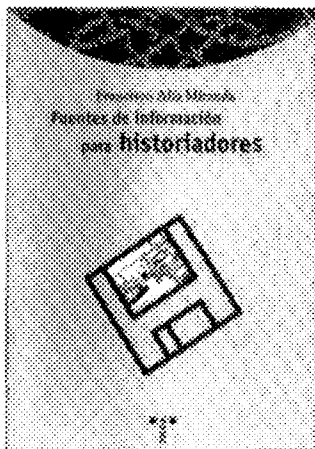 Francisco Alía Miranda
Fuentes de información
para historiadores